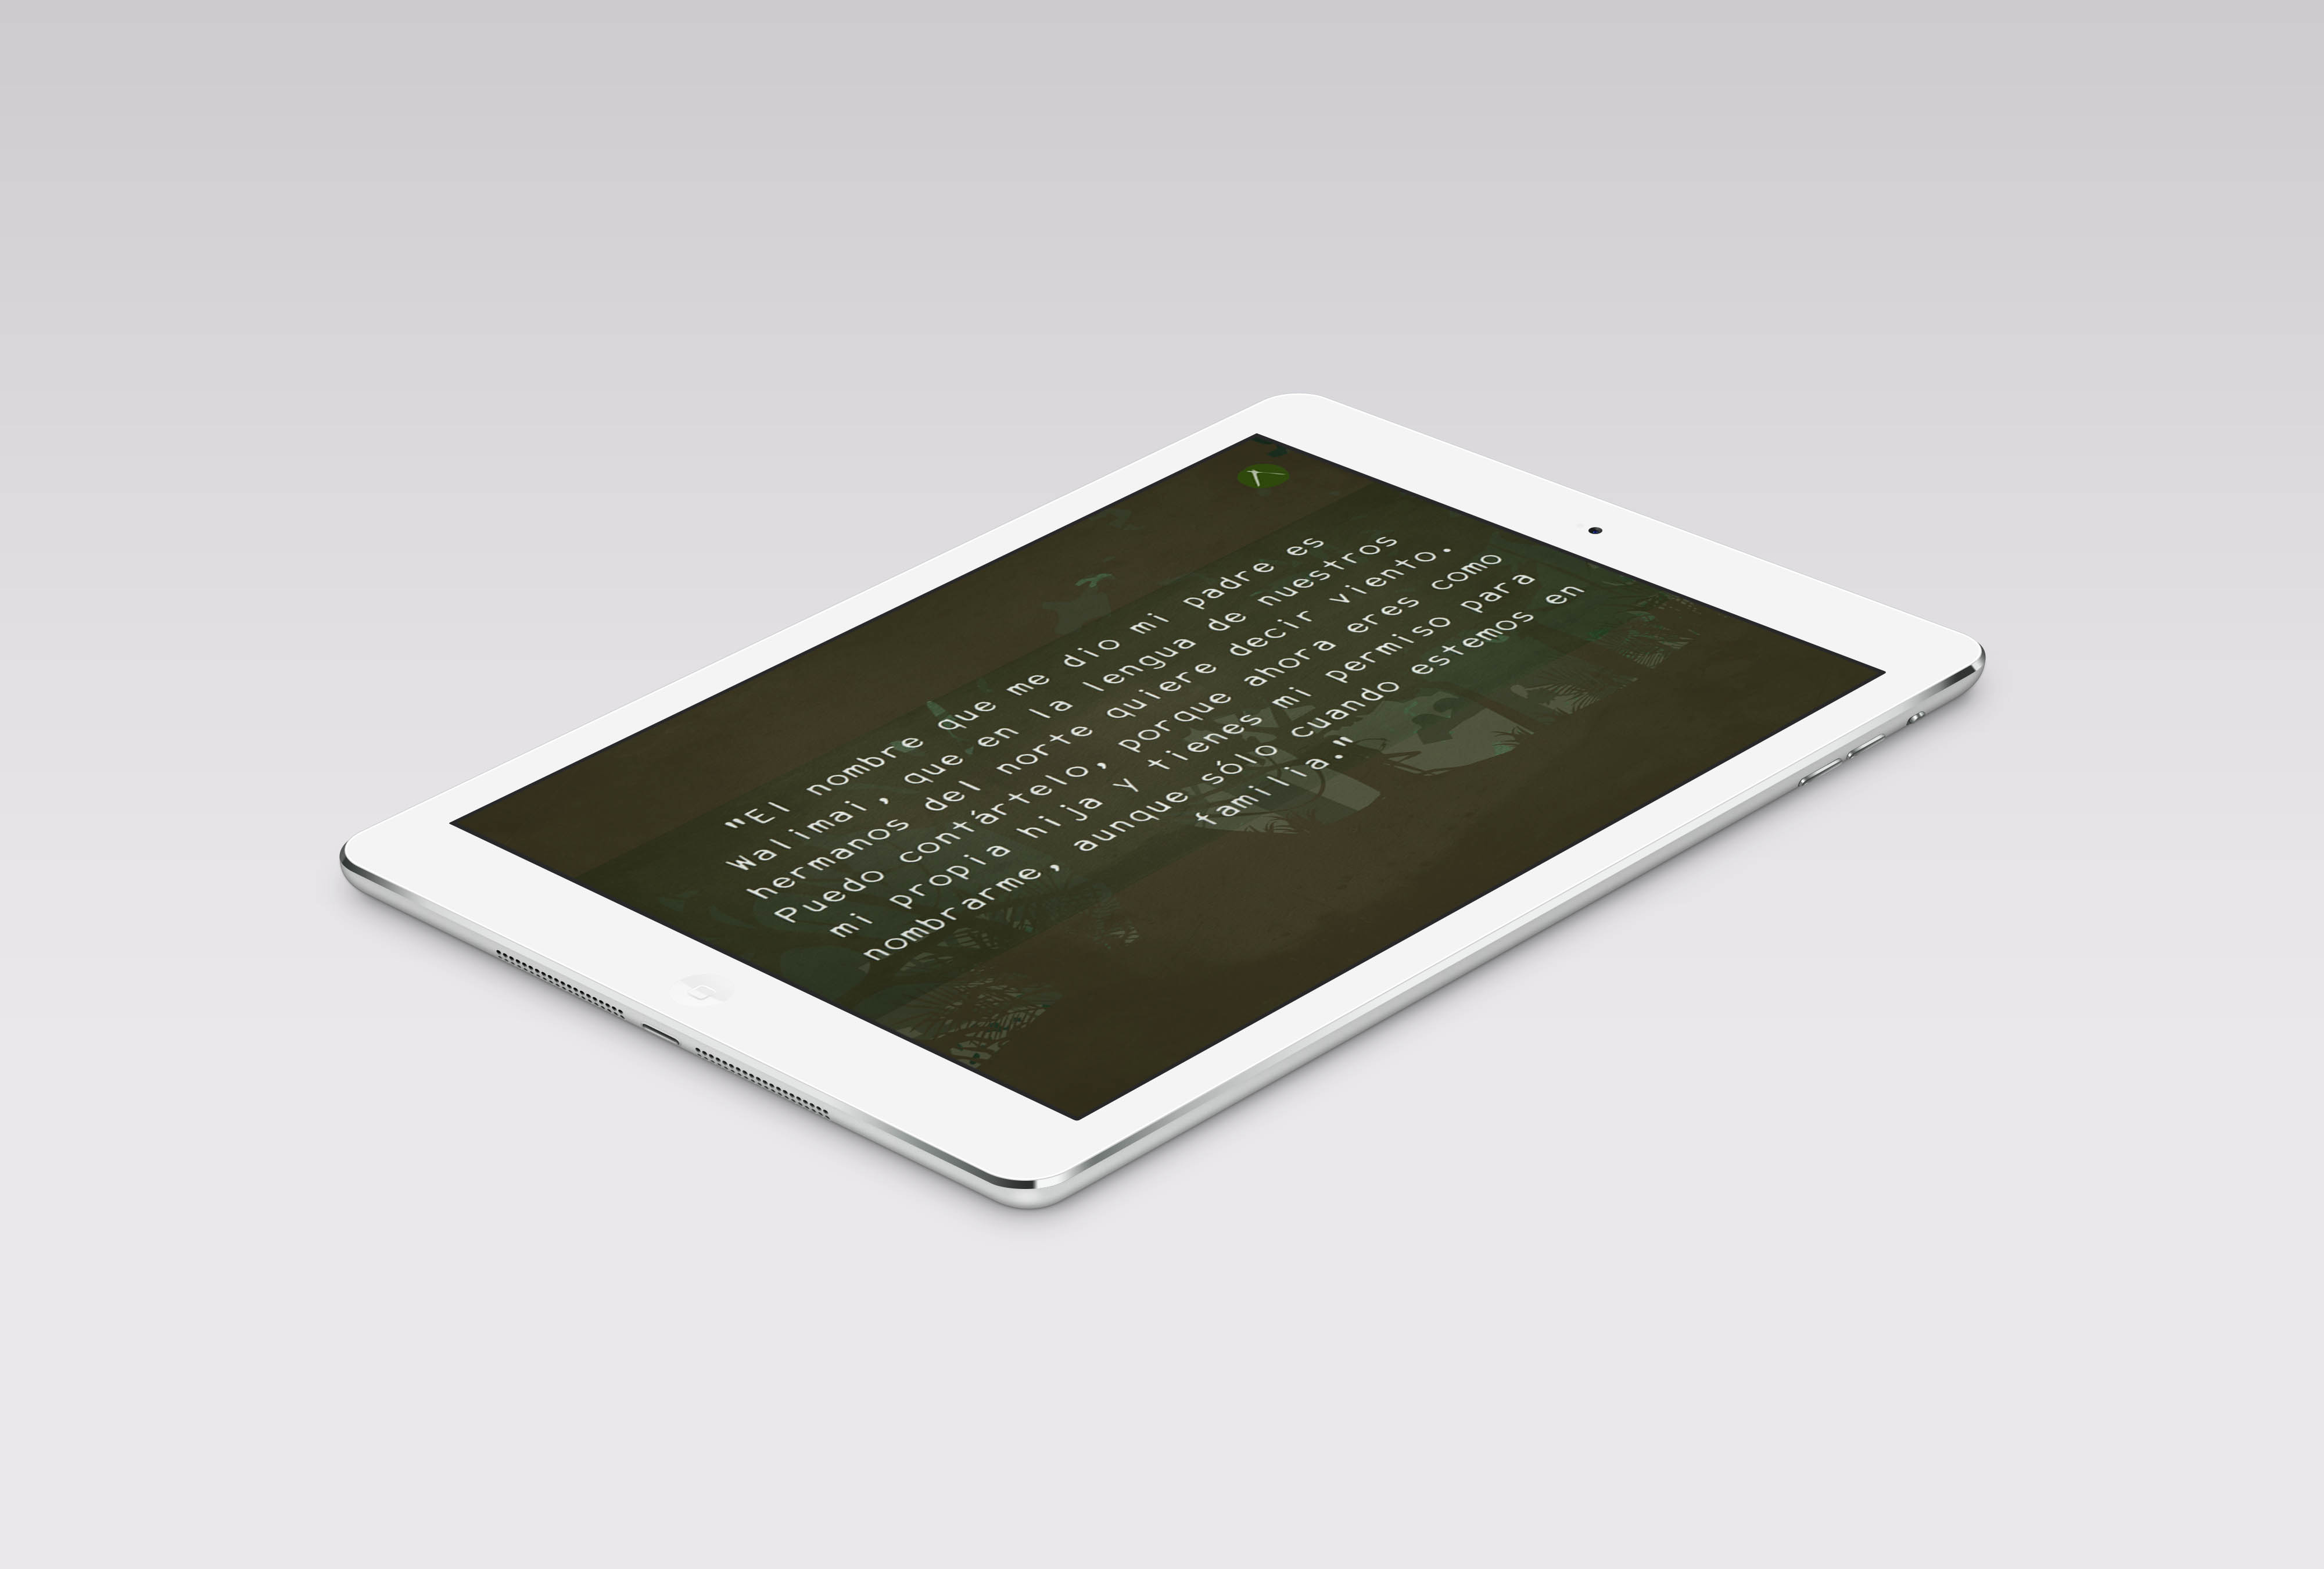 "El nombre que me dio mi padre es
Walimai, que en la lengua de nuestros
hermanos del norte quiere decir viento.
Puedo contártelo, porque ahora eres como
mi propia hija y tienes mi permiso para
nombrarme, aunque sólo cuando estemos en
familia."